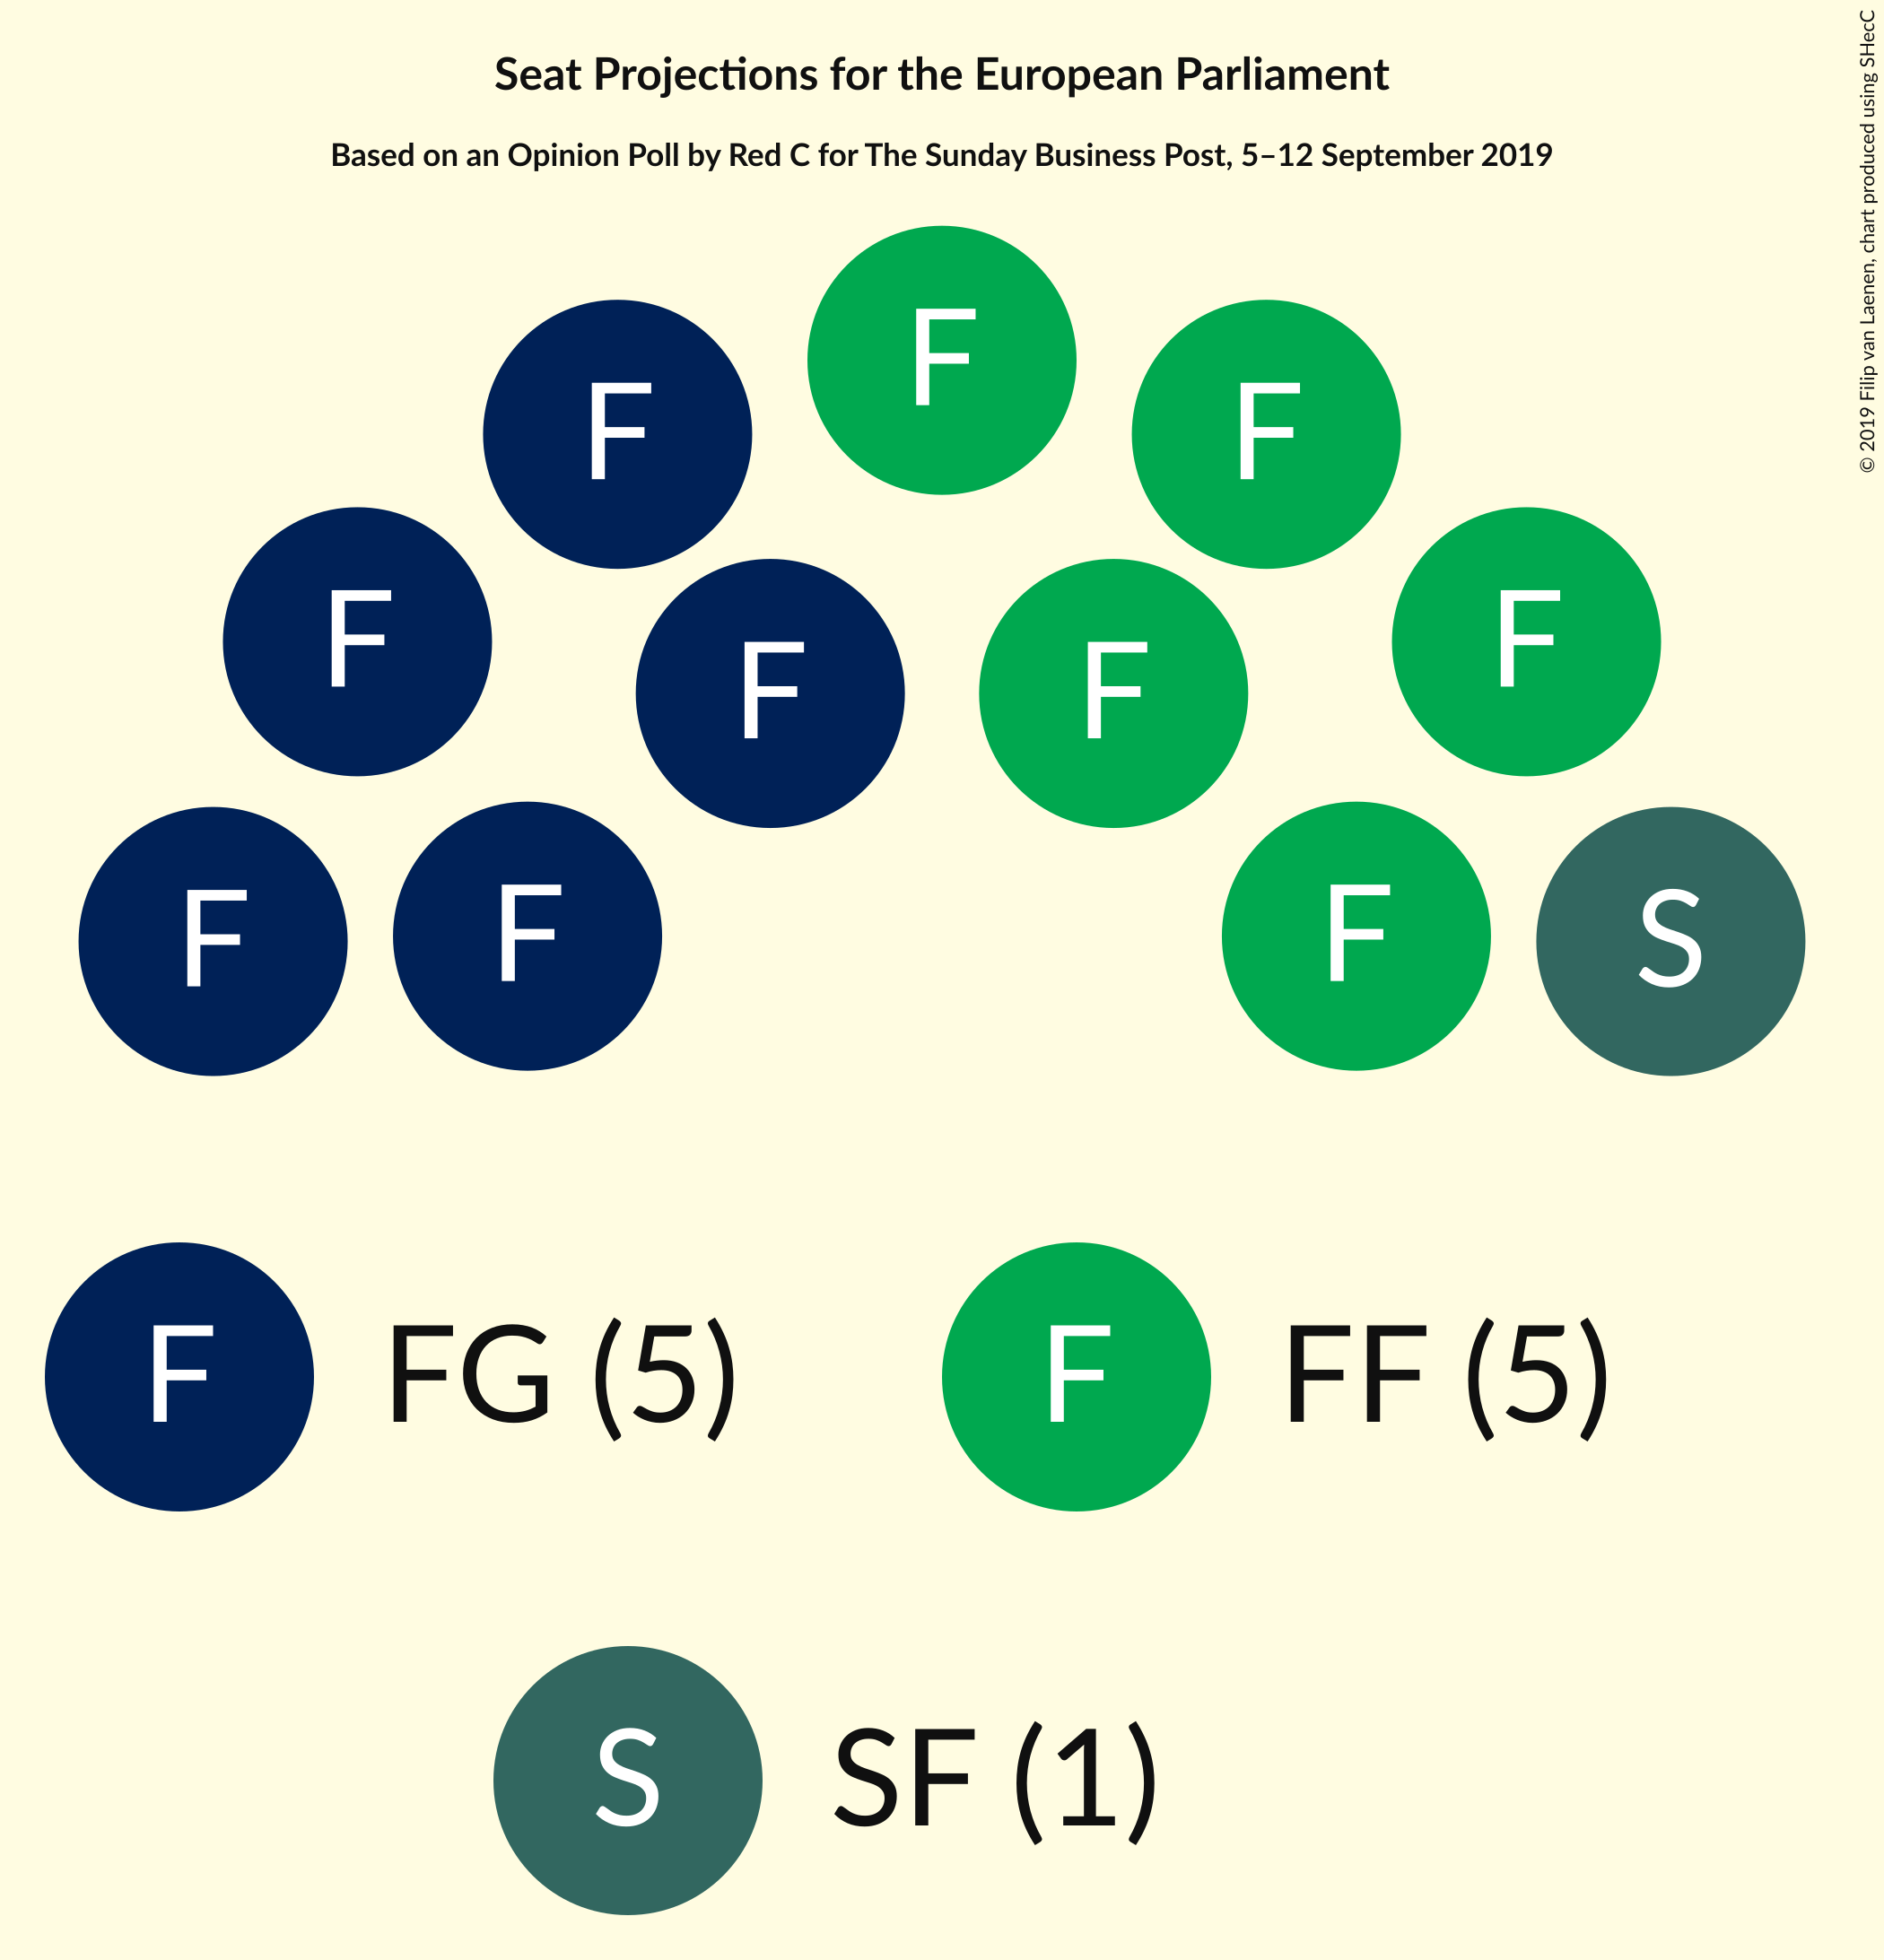 Seat Projections for the European Parliament
Based on an Opinion Poll by Red C for The Sunday Business Post, 5–12 September 2019
© 2019 Filip van Laenen, chart produced using SHecC
F
F
F
F
F
F
F
F
F
F
S
F FG (5)
F FF (5)
S SF (1)